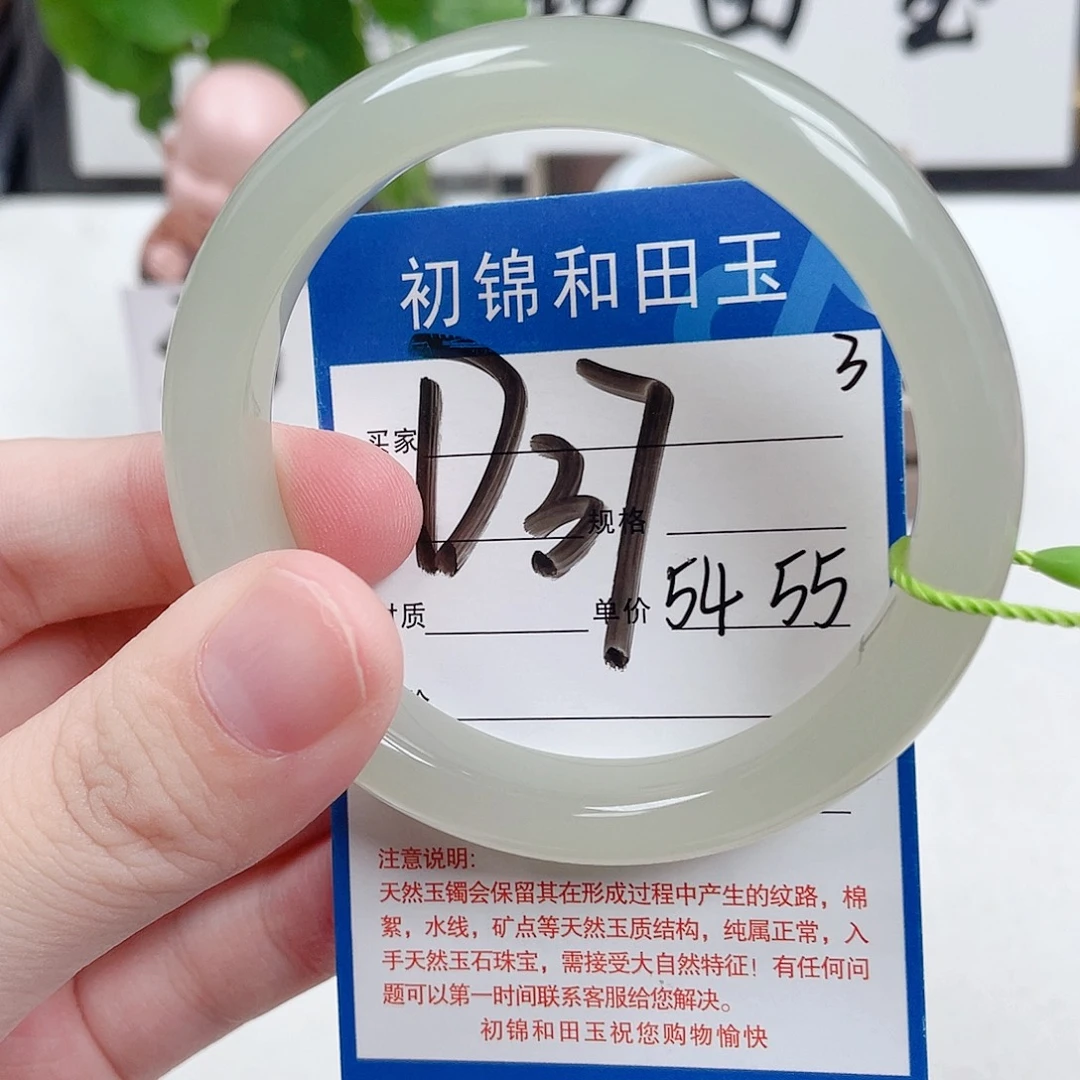 田玉
初锦和田玉
3
D37
买家
规格
质
单价 54 55
注意说明:
天然玉镯会保留其在形成过程中产生的纹路，棉
絮，水线，矿点等天然玉质结构，纯属正常，入
手天然玉石珠宝，需接受大自然特征！有任何问
题可以第一时间联系客服给您解决。
初锦和田玉祝您购物愉快